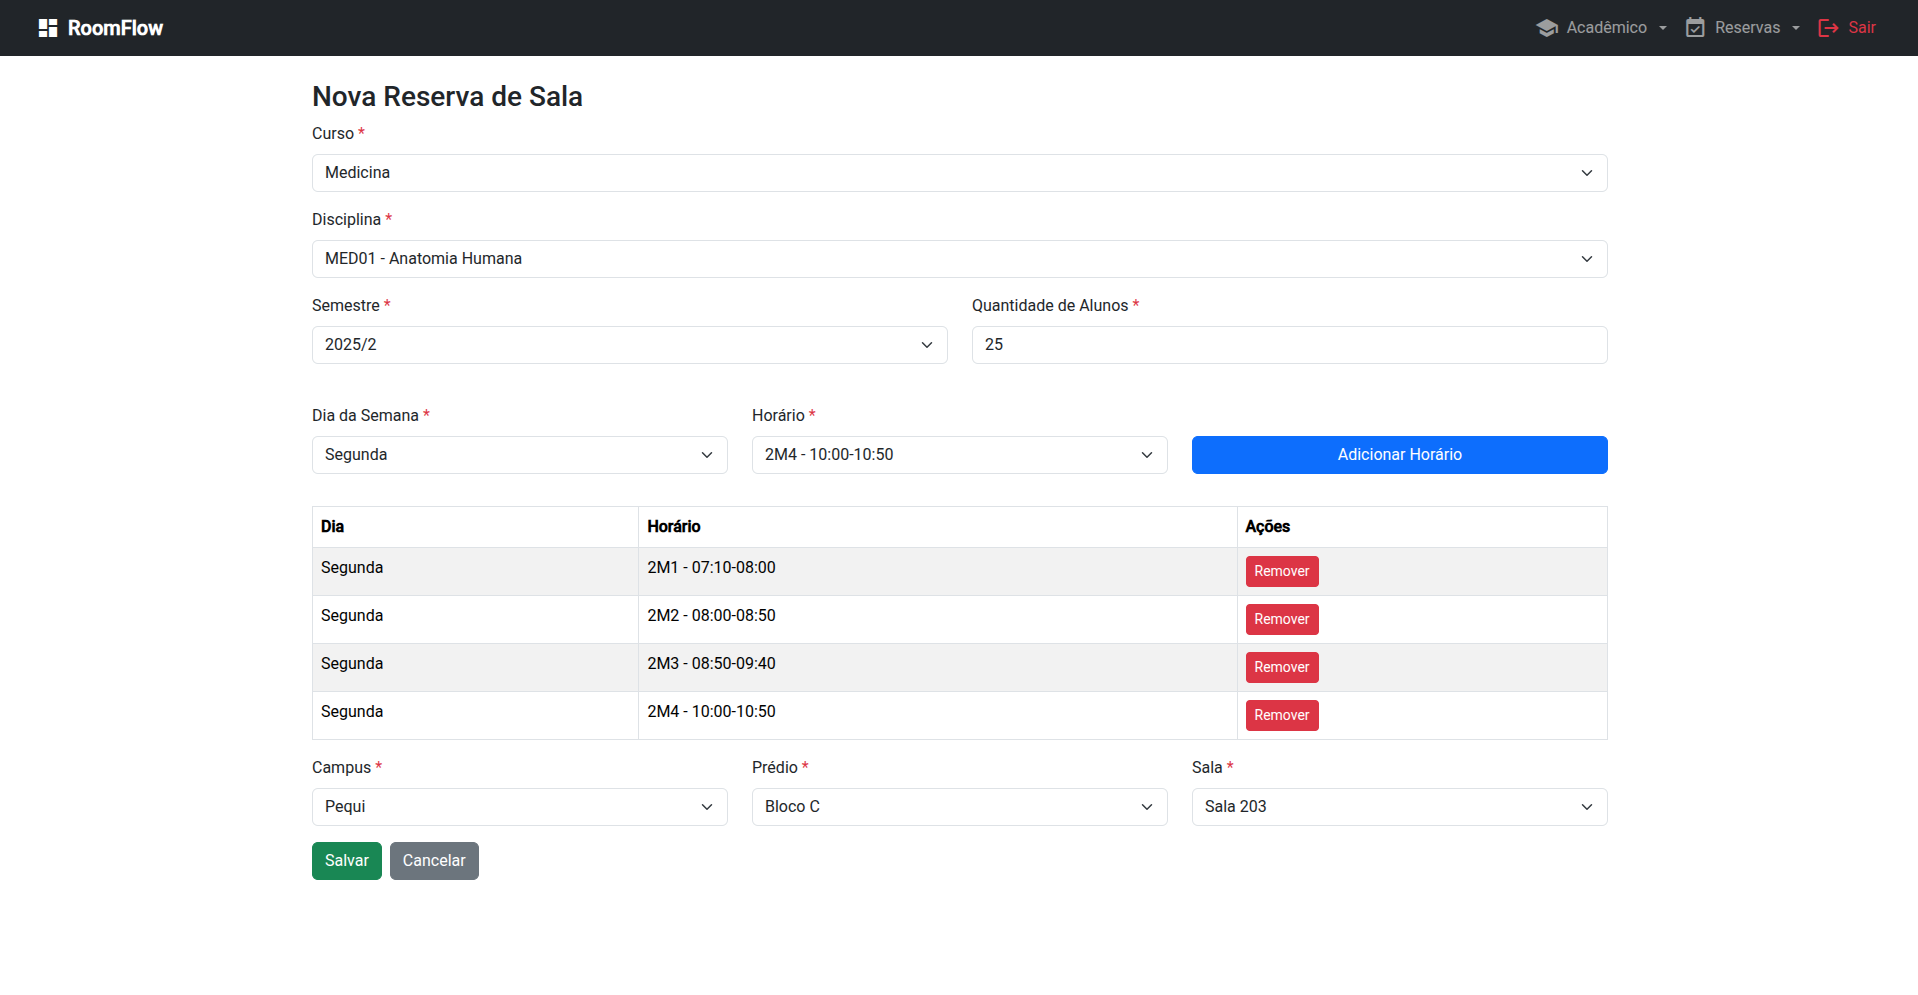 RoomFlow
Acadêmico
Reservas
Sair
Nova Reserva de Sala
Curso *
Medicina
Disciplina *
MED01 - Anatomia Humana
Semestre *
Quantidade de Alunos *
2025/2
25
Dia da Semana *
Horário *
Segunda
2M4 - 10:00-10:50
Adicionar Horário
Dia Horário Ações
Segunda 2M1 - 07:10-08:00 Remover
Segunda 2M2 - 08:00-08:50 Remover
Segunda 2M3 - 08:50-09:40 Remover
Segunda 2M4 - 10:00-10:50 Remover
Campus *
Prédio *
Sala *
Pequi
Bloco C
Sala 203
Salvar
Cancelar